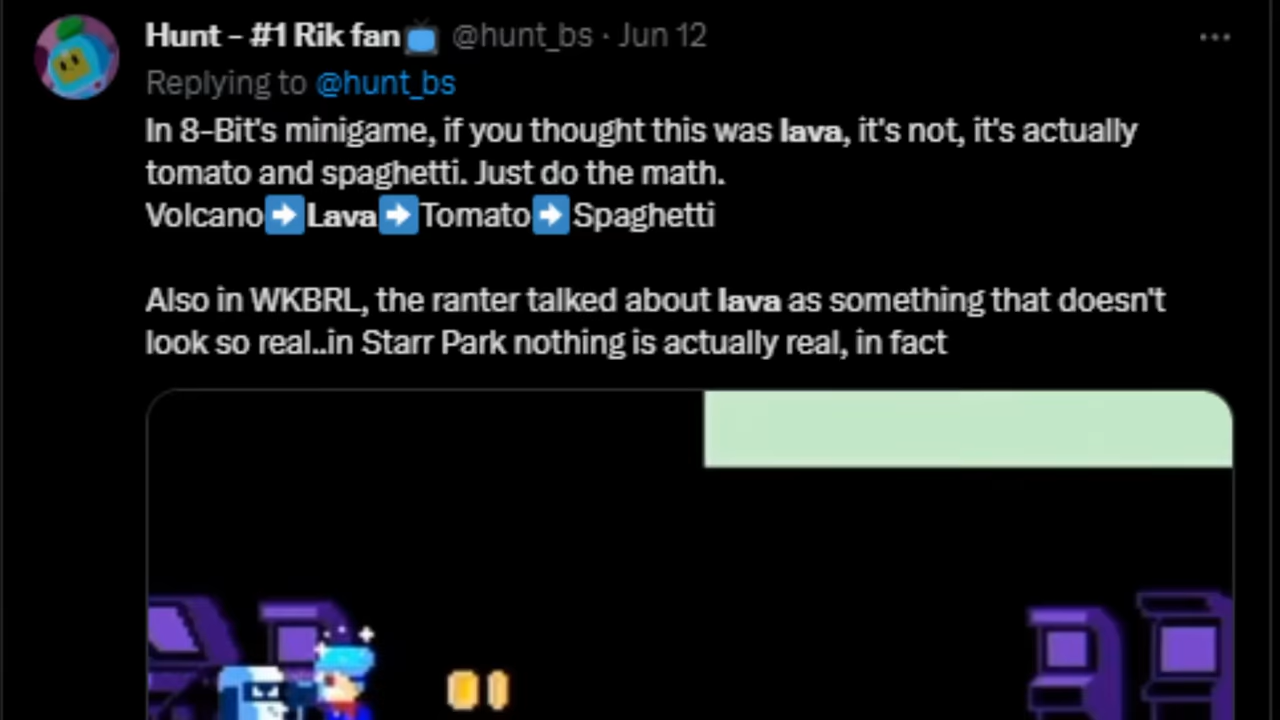 Hunt - #1 Rik fan📺 @hunt_bs · Jun 12
Replying to @hunt_bs
In 8-Bit's minigame, if you thought this was lava, it's not, it's actually
tomato and spaghetti. Just do the math.
Volcano➡️Lava➡️Tomato➡️Spaghetti
Also in WKBRL, the ranter talked about lava as something that doesn't
look so real..in Starr Park nothing is actually real, in fact